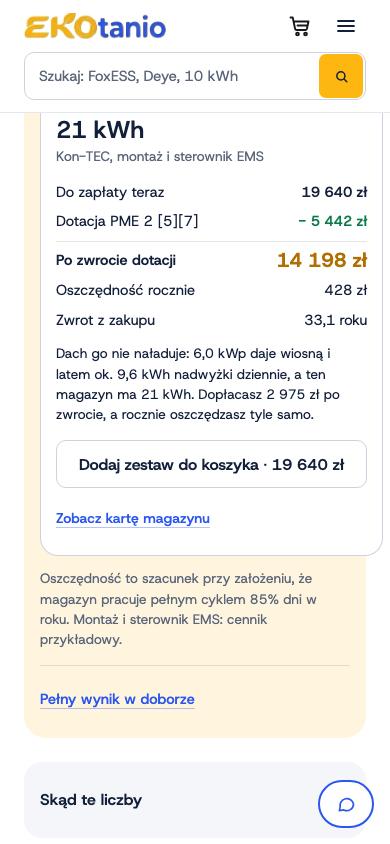 EKOtanio
Szukaj: FoxESS, Deye, 10 kWh
21 kWh
Kon-TEC, montaż i sterownik EMS
Do zapłaty teraz 19 640 zł
Dotacja PME 2 [5][7] − 5 442 zł
Po zwrocie dotacji 14 198 zł
Oszczędność rocznie 428 zł
Zwrot z zakupu 33,1 roku
Dach go nie naładuje: 6,0 kWp daje wiosną i
latem ok. 9,6 kWh nadwyżki dziennie, a ten
magazyn ma 21 kWh. Dopłacasz 2 975 zł po
zwrocie, a rocznie oszczędzasz tyle samo.
Dodaj zestaw do koszyka · 19 640 zł
Zobacz kartę magazynu
Oszczędność to szacunek przy założeniu, że
magazyn pracuje pełnym cyklem 85% dni w
roku. Montaż i sterownik EMS: cennik
przykładowy.
Pełny wynik w doborze
Skąd te liczby